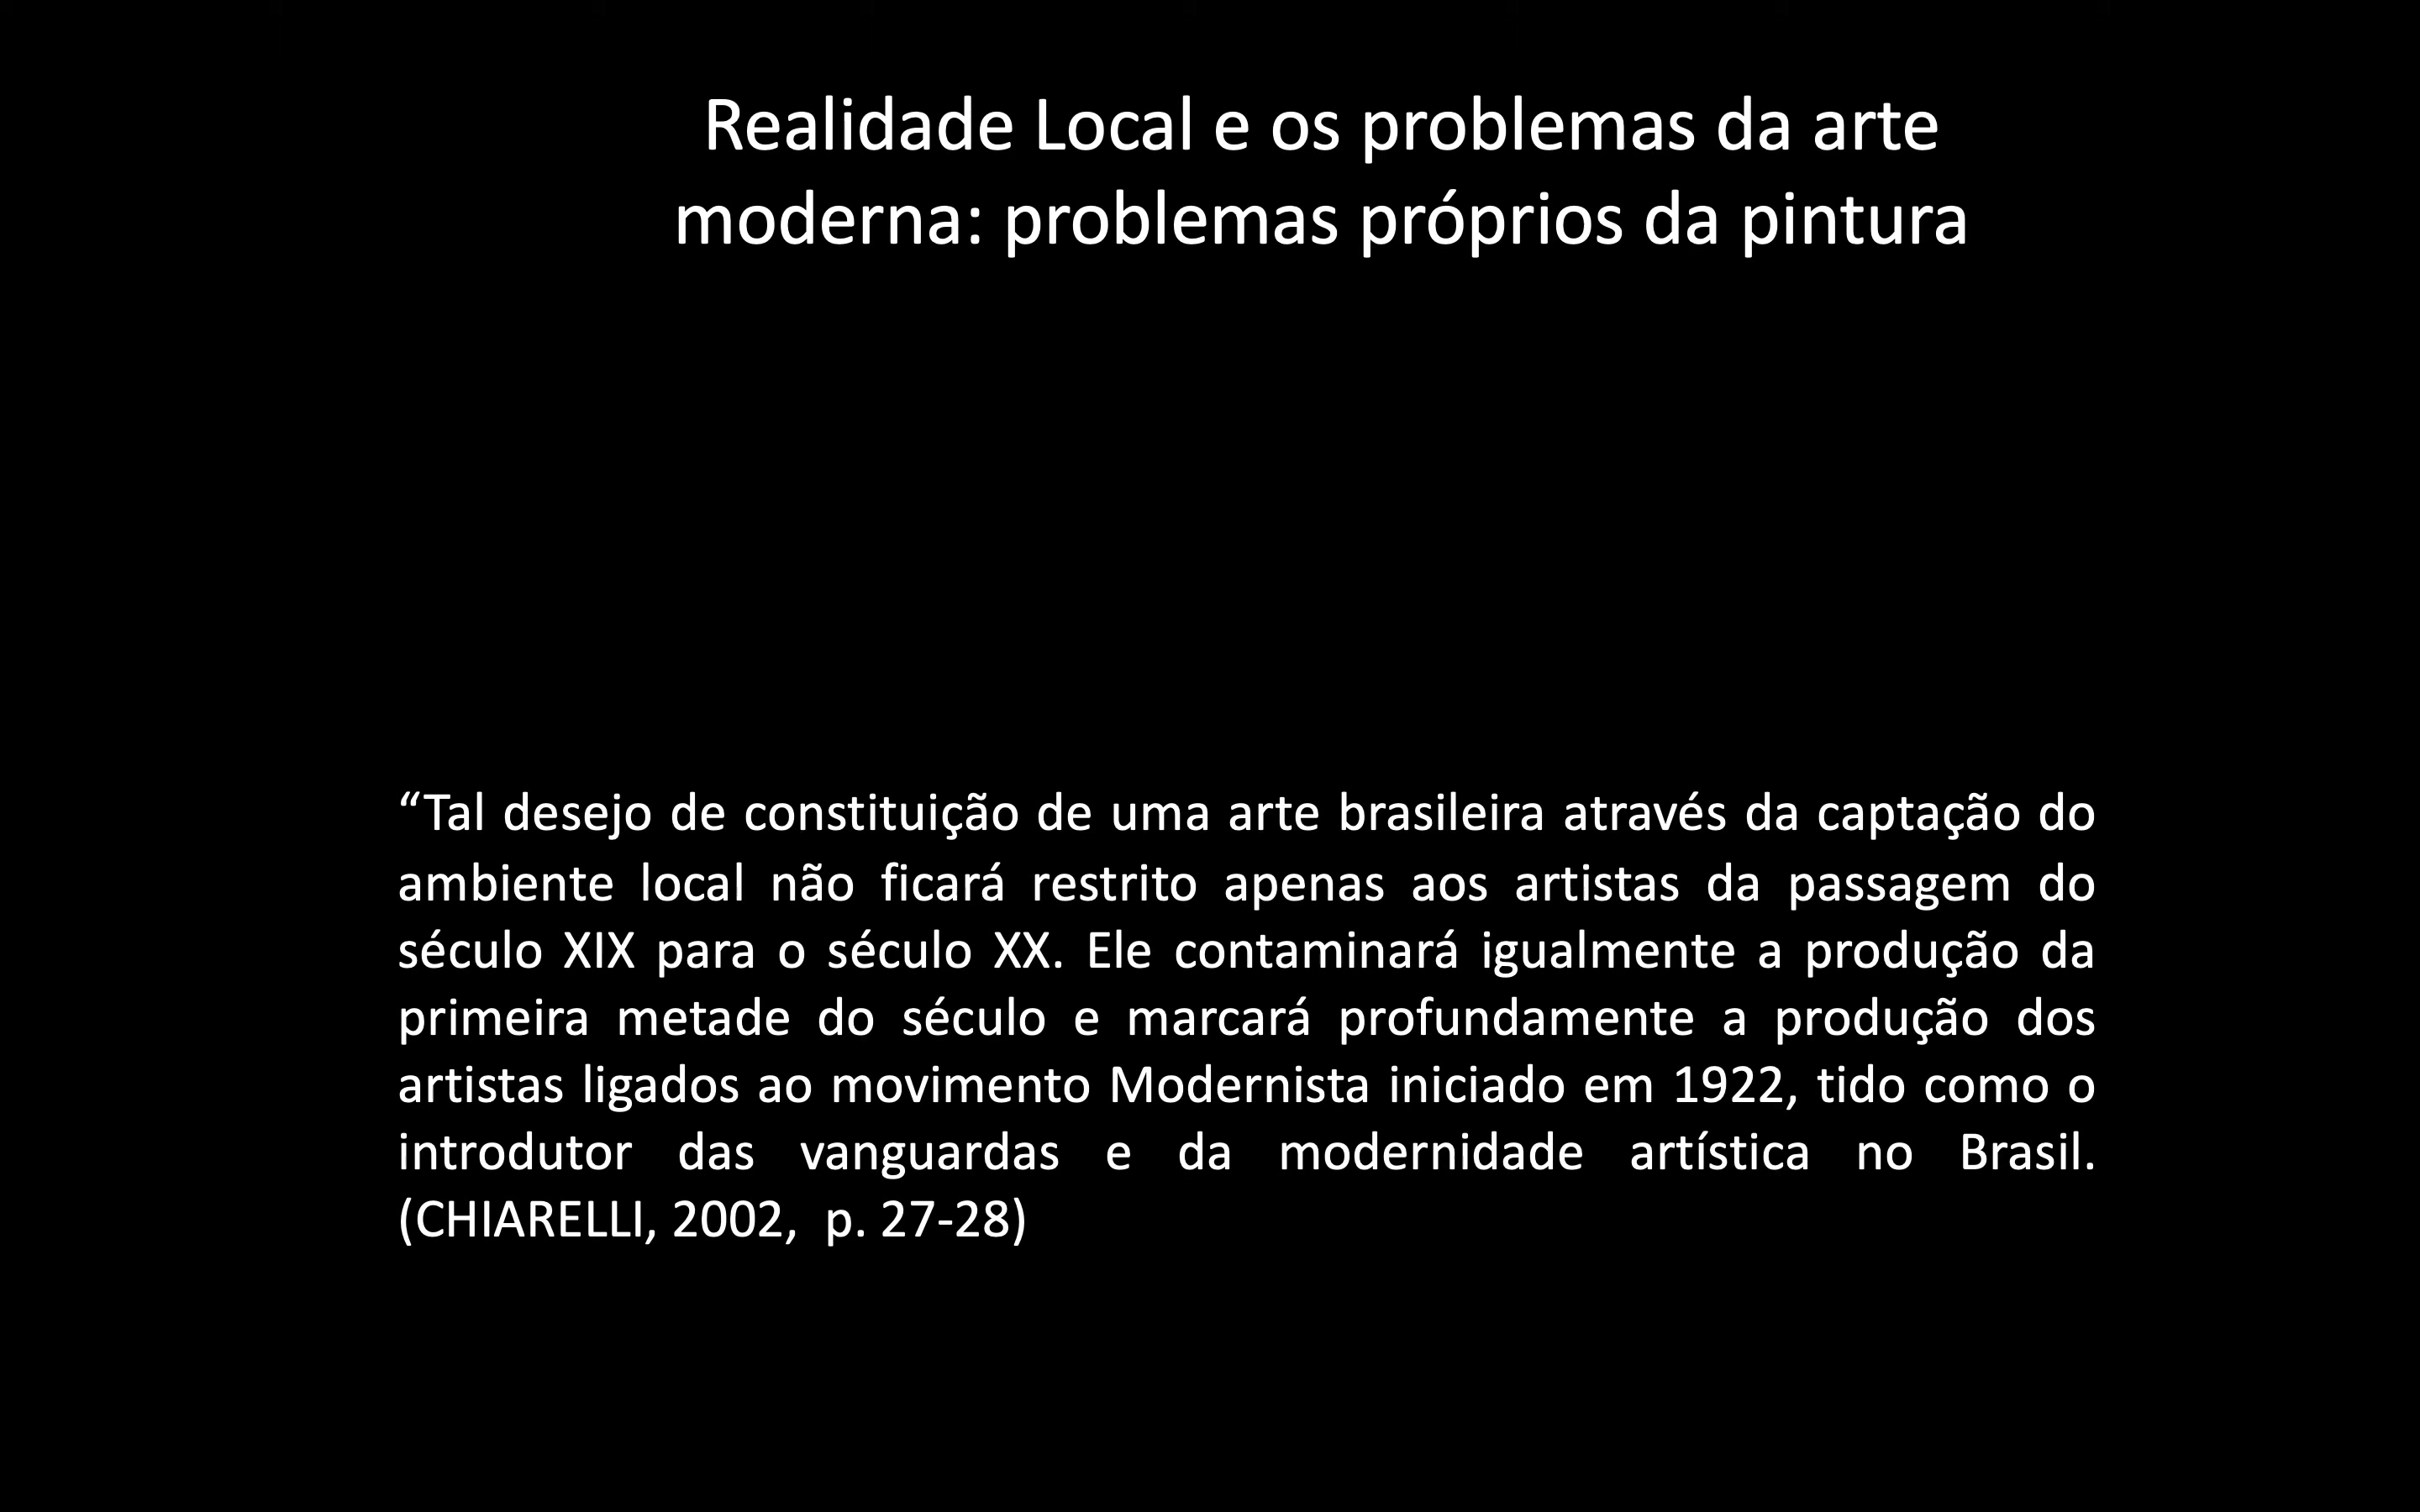 Realidade Local e os problemas da arte
moderna: problemas próprios da pintura
“Tal desejo de constituição de uma arte brasileira através da captação do
ambiente local não ficará restrito apenas aos artistas da passagem do
século XIX para o século XX. Ele contaminará igualmente a produção da
primeira metade do século e marcará profundamente a produção dos
artistas ligados ao movimento Modernista iniciado em 1922, tido como o
introdutor das vanguardas e da modernidade artística no Brasil.
(CHIARELLI, 2002, p. 27-28)